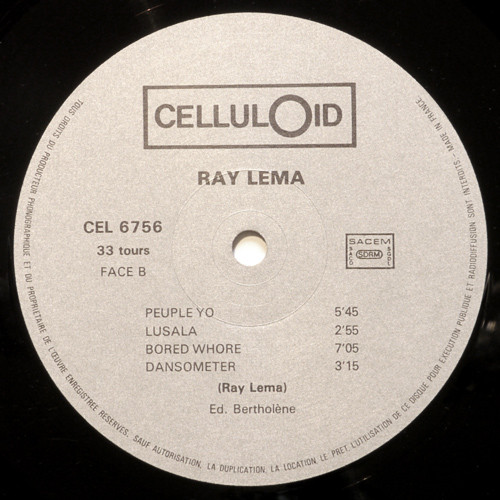 CELLULOID
RAY LEMA
CEL 6756
33 tours
FACE B
SACEM
SACD SDRM SGDL
PEUPLE YO 5'45
LUSALA 2'55
BORED WHORE 7'05
DANSOMETER 3'15
(Ray Lema)
Ed. Bertholène
TOUS DROITS DU PRODUCTEUR PHONOGRAPHIQUE ET DU PROPRIETAIRE DE L'ŒUVRE ENREGISTREE RESERVES. SAUF AUTORISATION, LA DUPLICATION, LA LOCATION, LE PRET, L'UTILISATION DE CE DISQUE POUR EXECUTION PUBLIQUE ET RADIODIFFUSION SONT INTERDITS - MADE IN FRANCE.